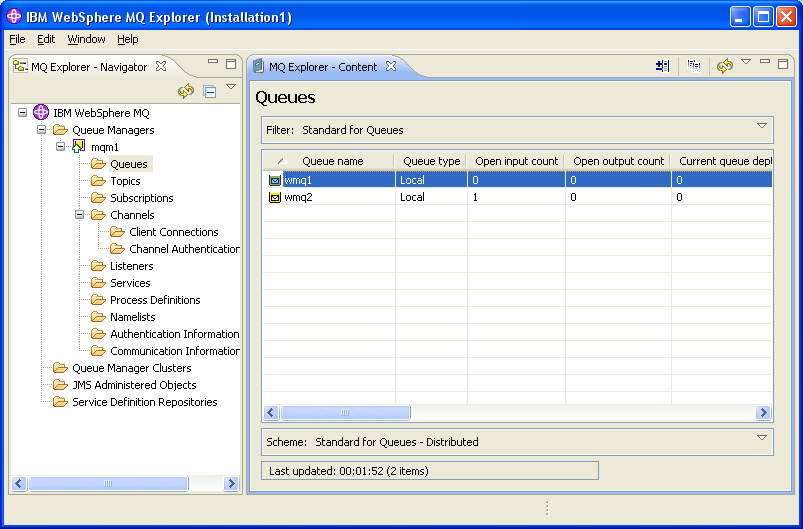 IBM WebSphere MQ Explorer (Installation1)
File Edit Window Help
MQ Explorer - Navigator
IBM WebSphere MQ
Queue Managers
mqm1
Queues
Topics
Subscriptions
Channels
Client Connections
Channel Authentication
Listeners
Services
Process Definitions
Namelists
Authentication Information
Communication Information
Queue Manager Clusters
JMS Administered Objects
Service Definition Repositories
MQ Explorer - Content
Queues
Filter: Standard for Queues
Queue name Queue type Open input count Open output count Current queue dept
wmq1 Local 0 0 0
wmq2 Local 1 0 0
Scheme: Standard for Queues - Distributed
Last updated: 00:01:52 (2 items)